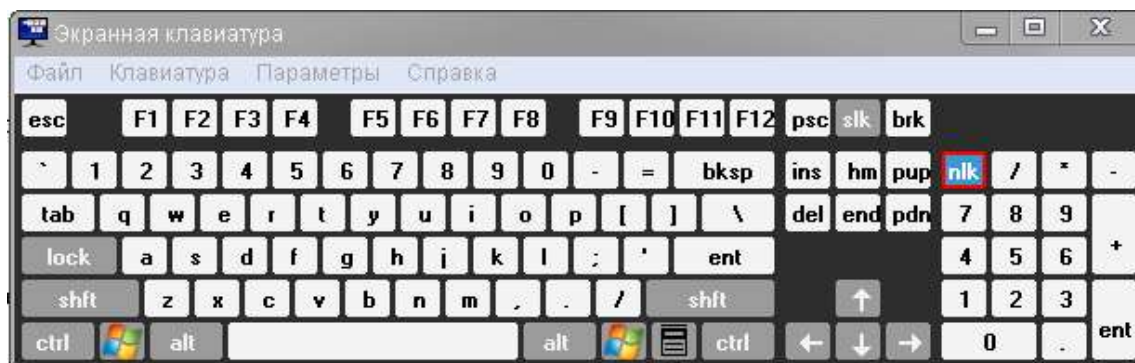 Экранная клавиатура
Файл Клавиатура Параметры Справка
esc F1 F2 F3 F4 F5 F6 F7 F8 F9 F10 F11 F12 psc slk brk
` 1 2 3 4 5 6 7 8 9 0 - = bksp ins hm pup nlk / * -
tab q w e r t y u i o p [ ] \ del end pdn 7 8 9 +
lock a s d f g h j k l ; ' ent 4 5 6
shft z x c v b n m , . / shft ↑ 1 2 3 ent
ctrl alt alt ctrl ← ↓ → 0 .